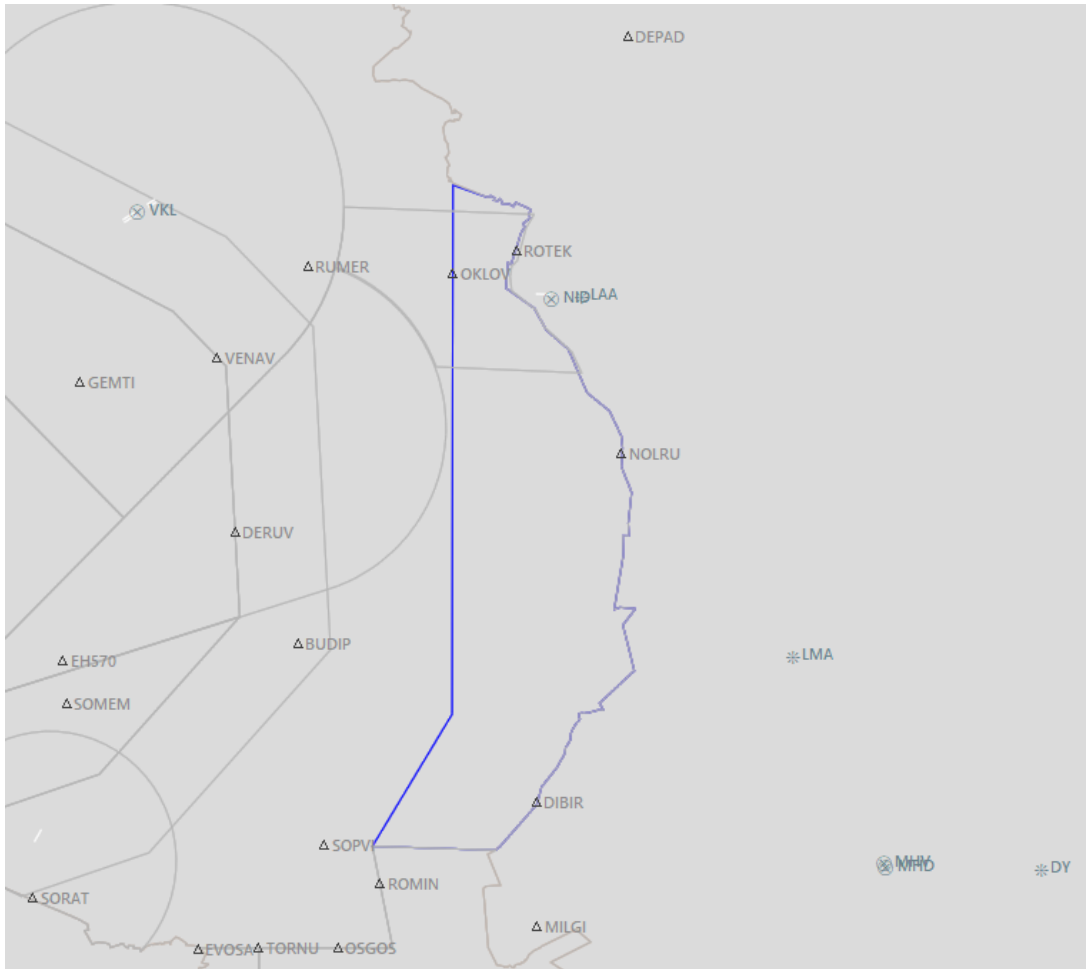 DEPAD
VKL
ROTEK
RUMER
OKLOV
NID
LAA
VENAV
GEMTI
NOLRU
DERUV
BUDIP
LMA
EH570
SOMEM
DIBIR
SOPVI
MHV
MHD
DY
ROMIN
SORAT
MILGI
EVOSA
TORNU
OSGOS